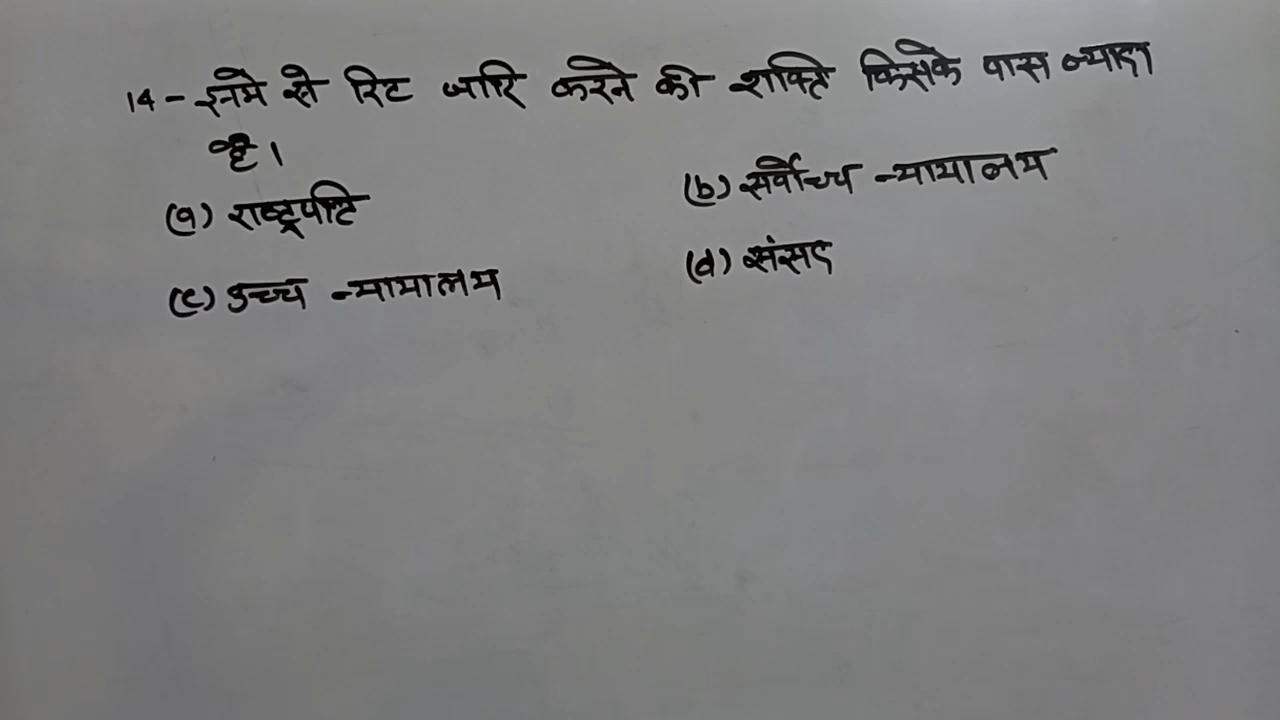 14- इनमे से रिट जारि करने की शक्ति किसके पास ज्यादा
है।
(a) राष्ट्रपति
(b) सर्वोच्च न्यायालय
(c) उच्च न्यायालय
(d) संसद